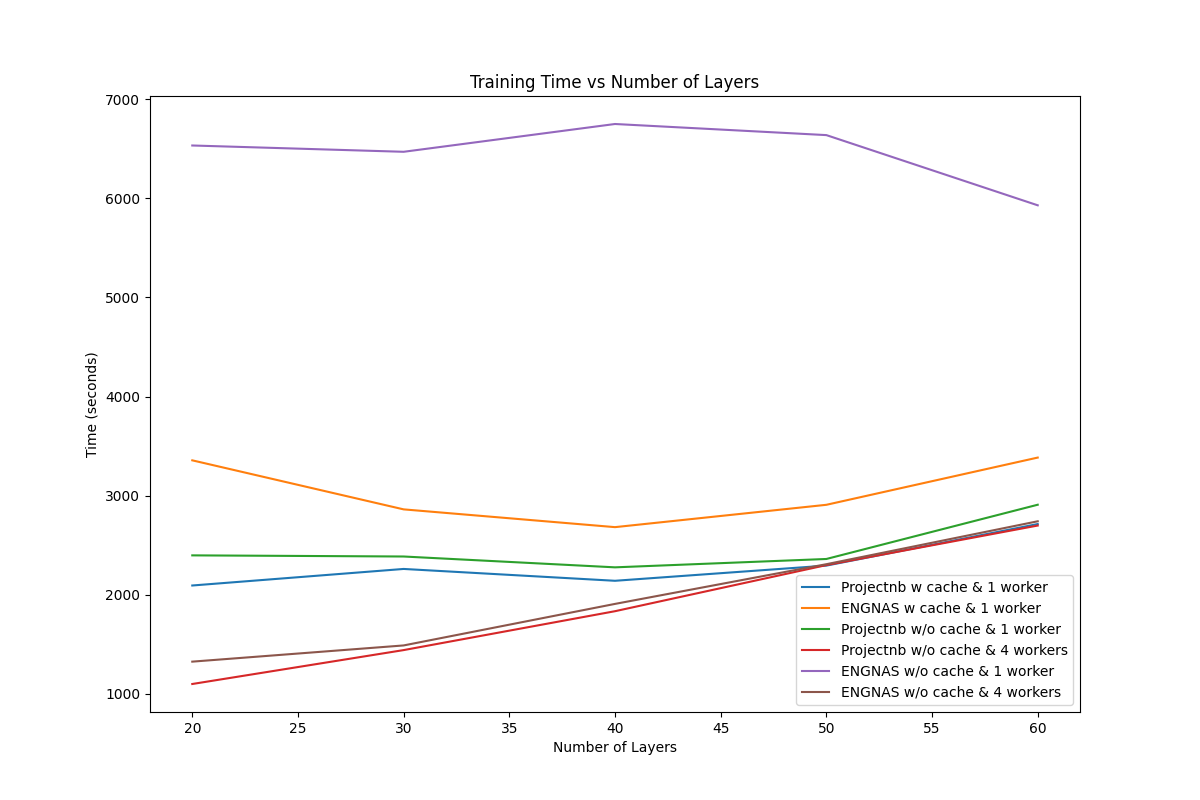 Training Time vs Number of Layers
Time (seconds)
7000
6000
5000
4000
3000
2000
1000
20 25 30 35 40 45 50 55 60
Number of Layers
Projectnb w cache & 1 worker
ENGNAS w cache & 1 worker
Projectnb w/o cache & 1 worker
Projectnb w/o cache & 4 workers
ENGNAS w/o cache & 1 worker
ENGNAS w/o cache & 4 workers